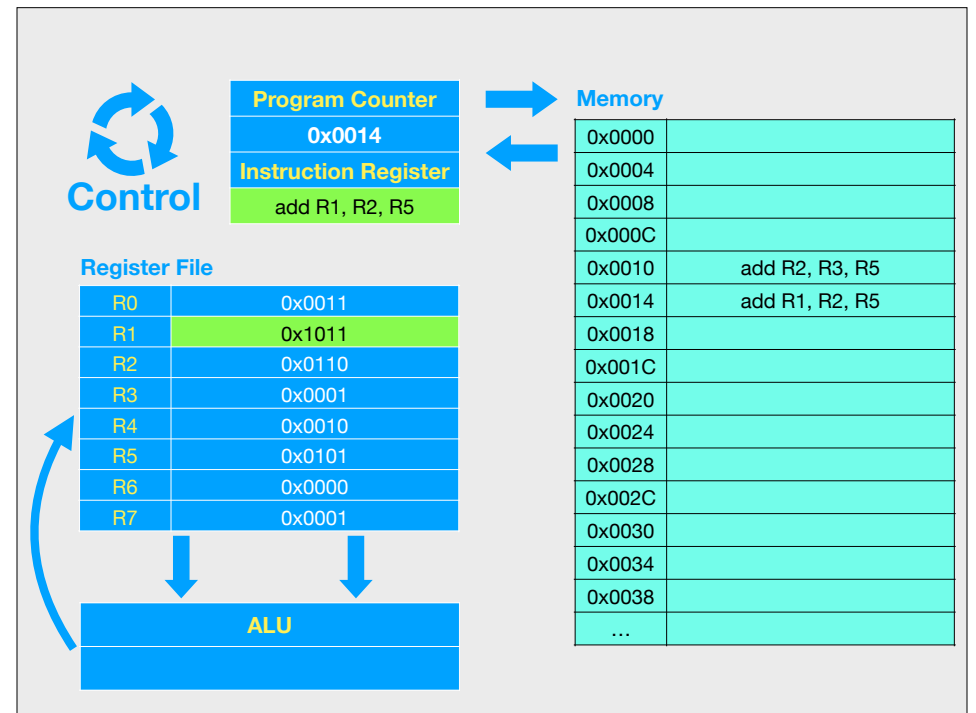 Program Counter
0x0014
Instruction Register
add R1, R2, R5
Control
Memory
0x0000
0x0004
0x0008
0x000C
0x0010 add R2, R3, R5
0x0014 add R1, R2, R5
0x0018
0x001C
0x0020
0x0024
0x0028
0x002C
0x0030
0x0034
0x0038
…
Register File
R0 0x0011
R1 0x1011
R2 0x0110
R3 0x0001
R4 0x0010
R5 0x0101
R6 0x0000
R7 0x0001
ALU